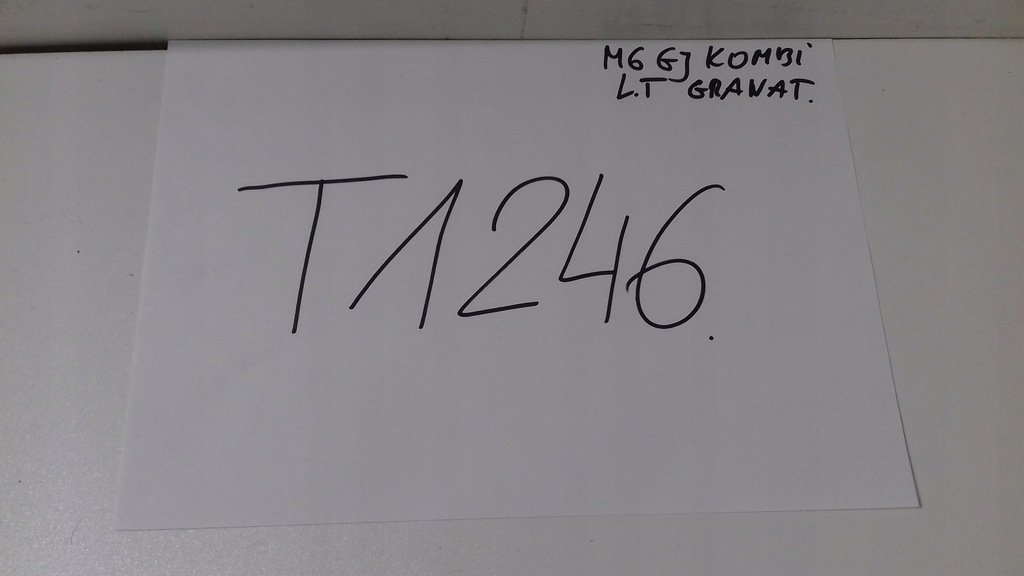 M6 GJ KOMBi
L.T GRANAT.
T1246.